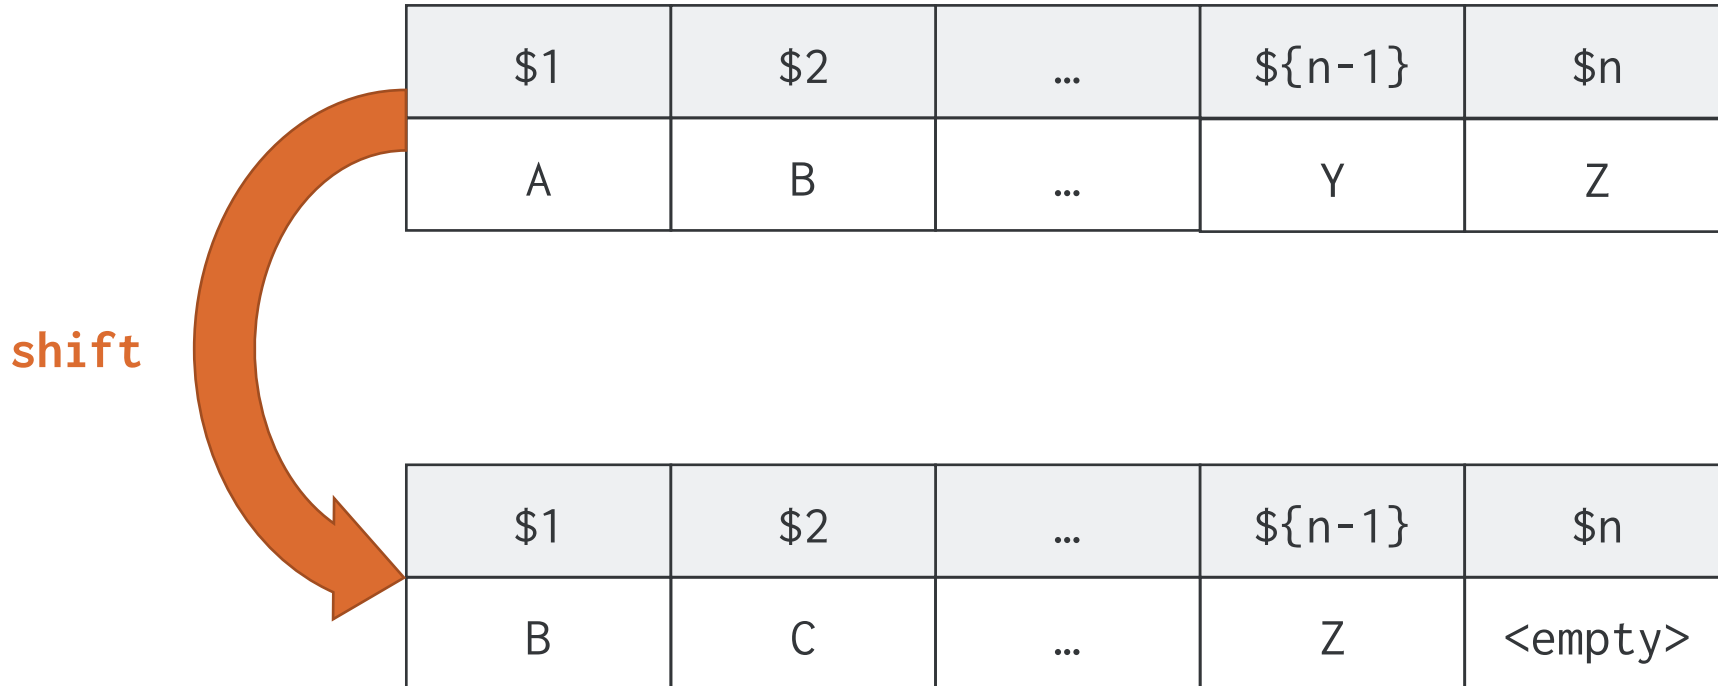 $1 $2 … ${n-1} $n
A B … Y Z
shift
$1 $2 … ${n-1} $n
B C … Z <empty>